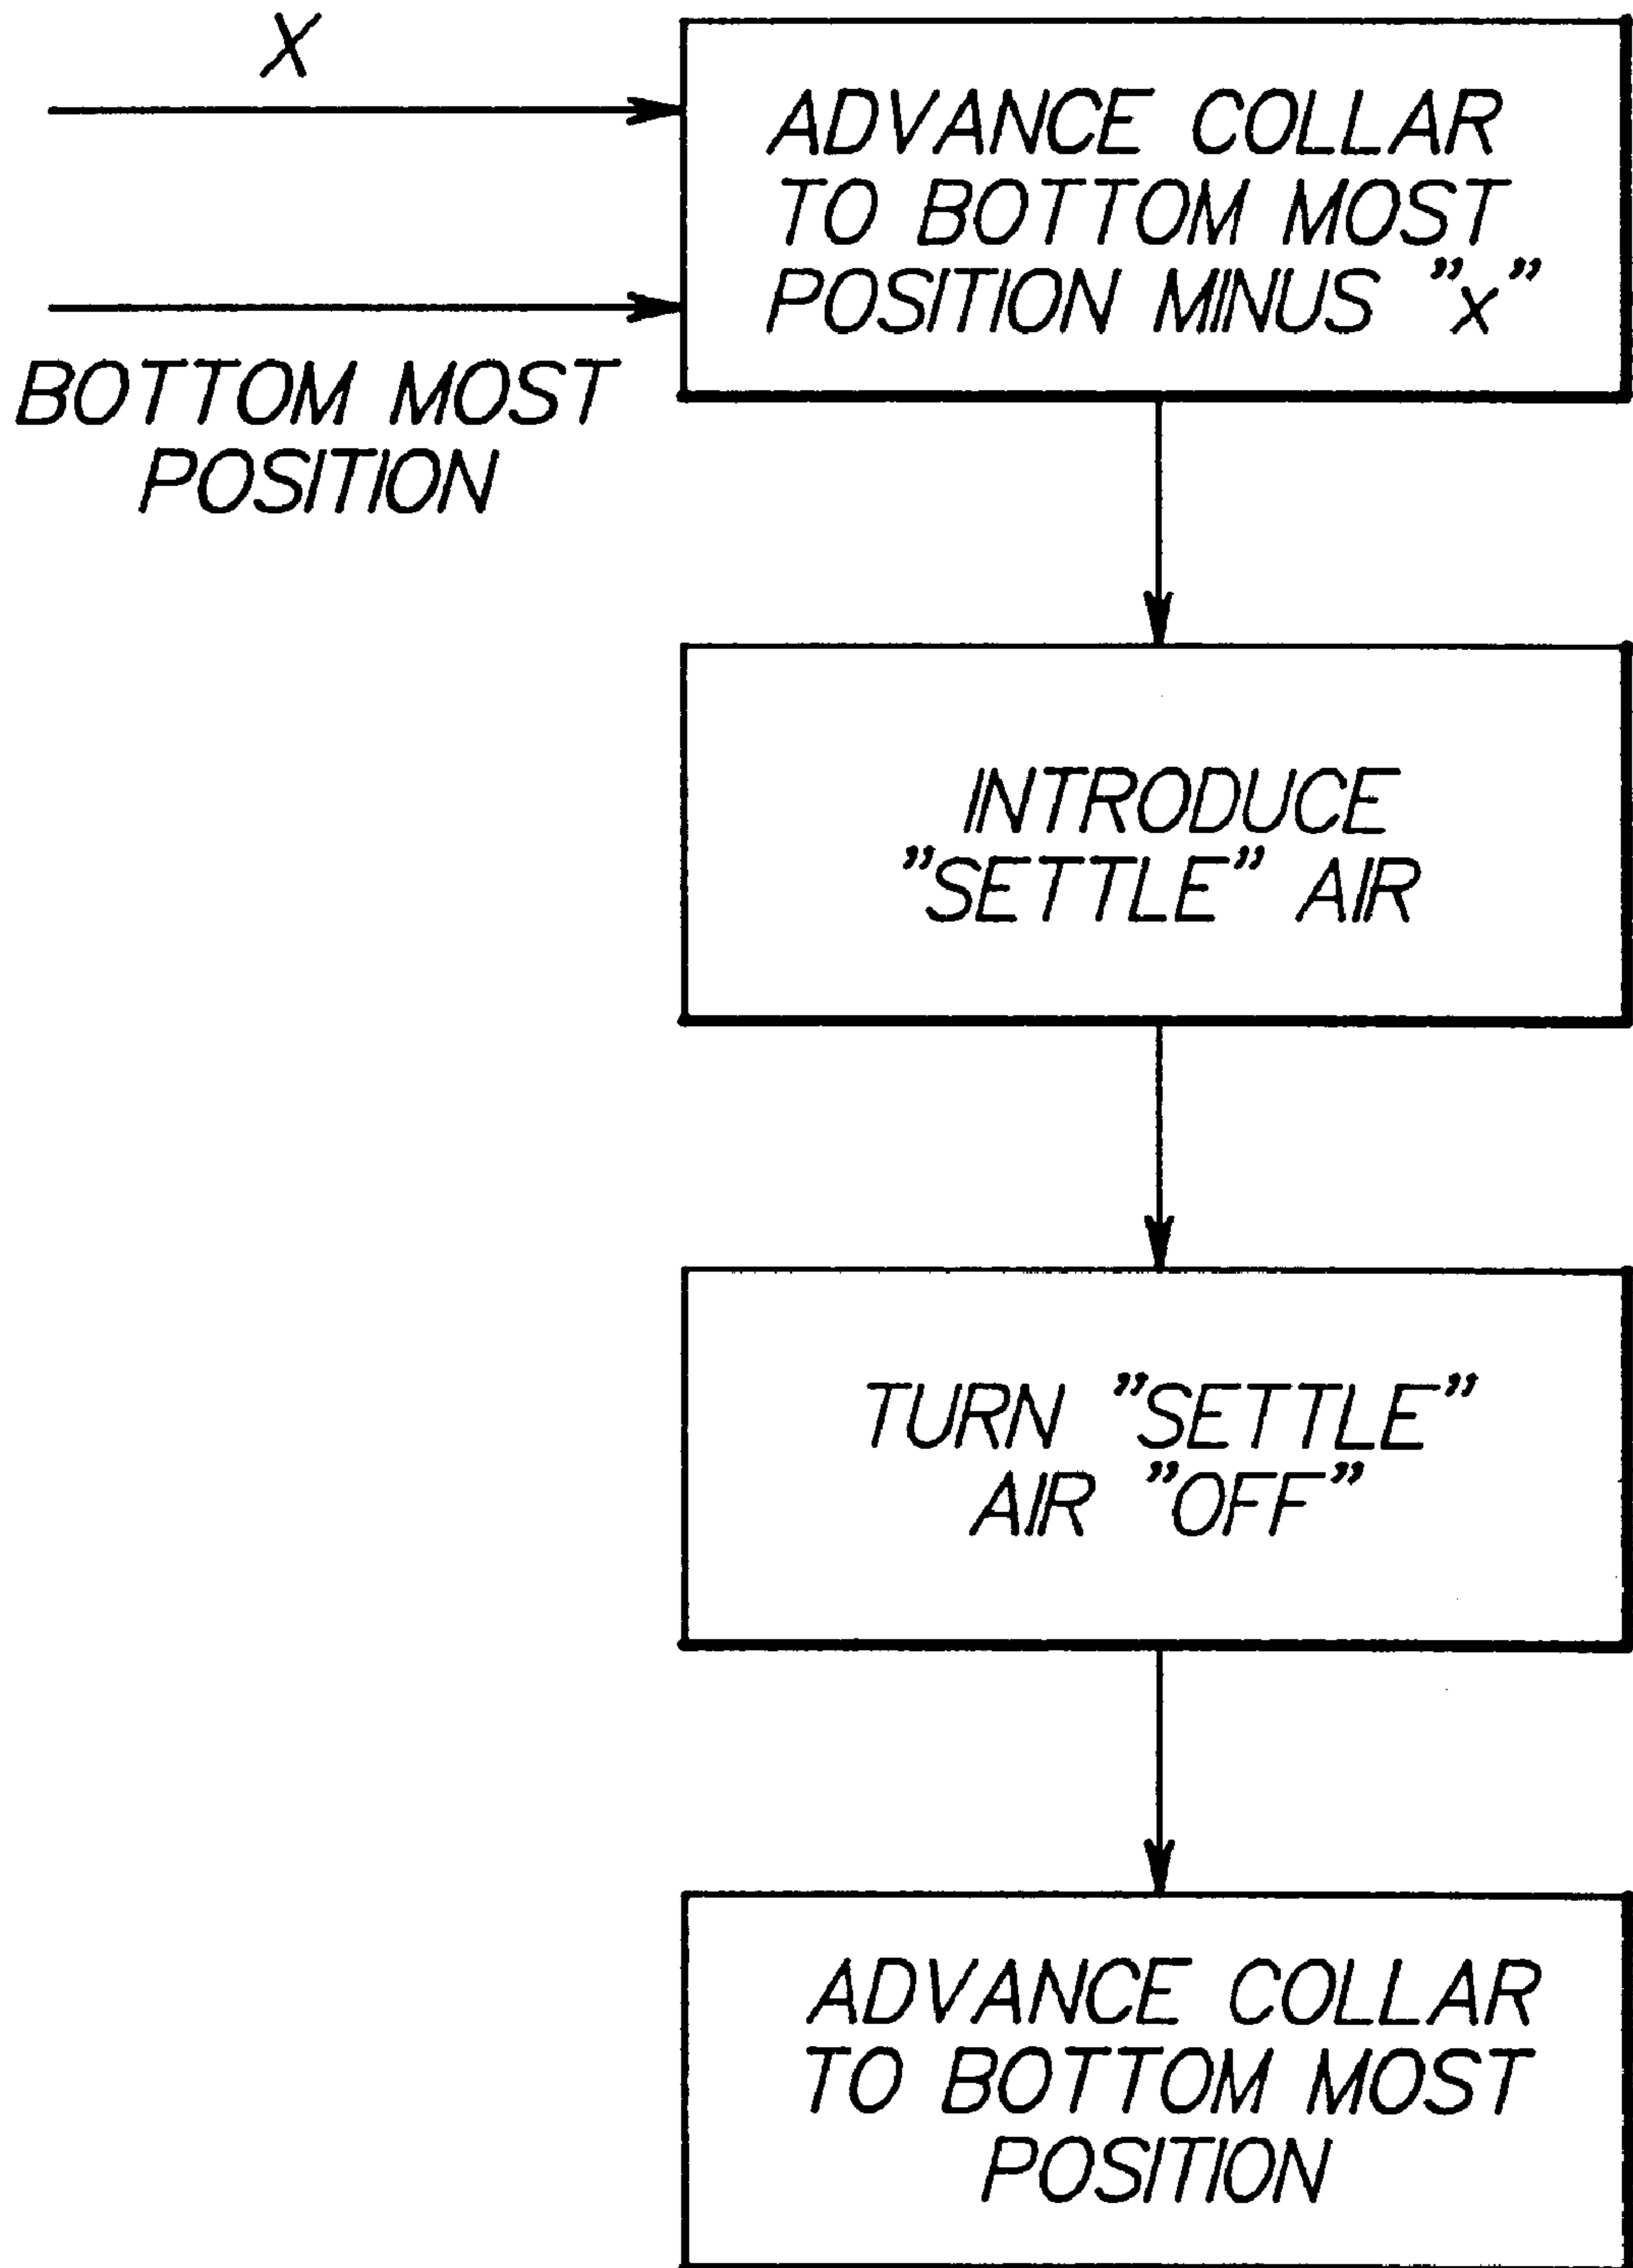 X
BOTTOM MOST
POSITION
ADVANCE COLLAR
TO BOTTOM MOST
POSITION MINUS "x"
INTRODUCE
"SETTLE" AIR
TURN "SETTLE"
AIR "OFF"
ADVANCE COLLAR
TO BOTTOM MOST
POSITION